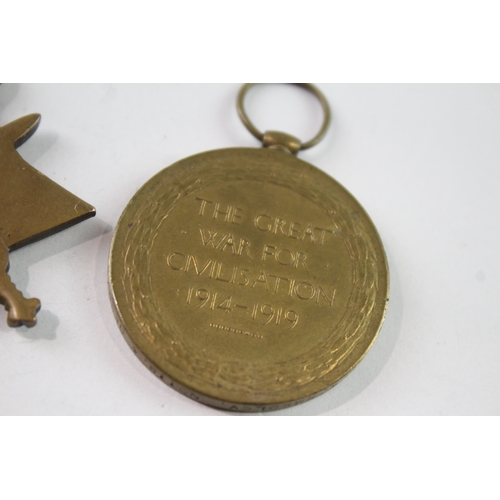 THE GREAT
WAR FOR
CIVILISATION
1914-1919